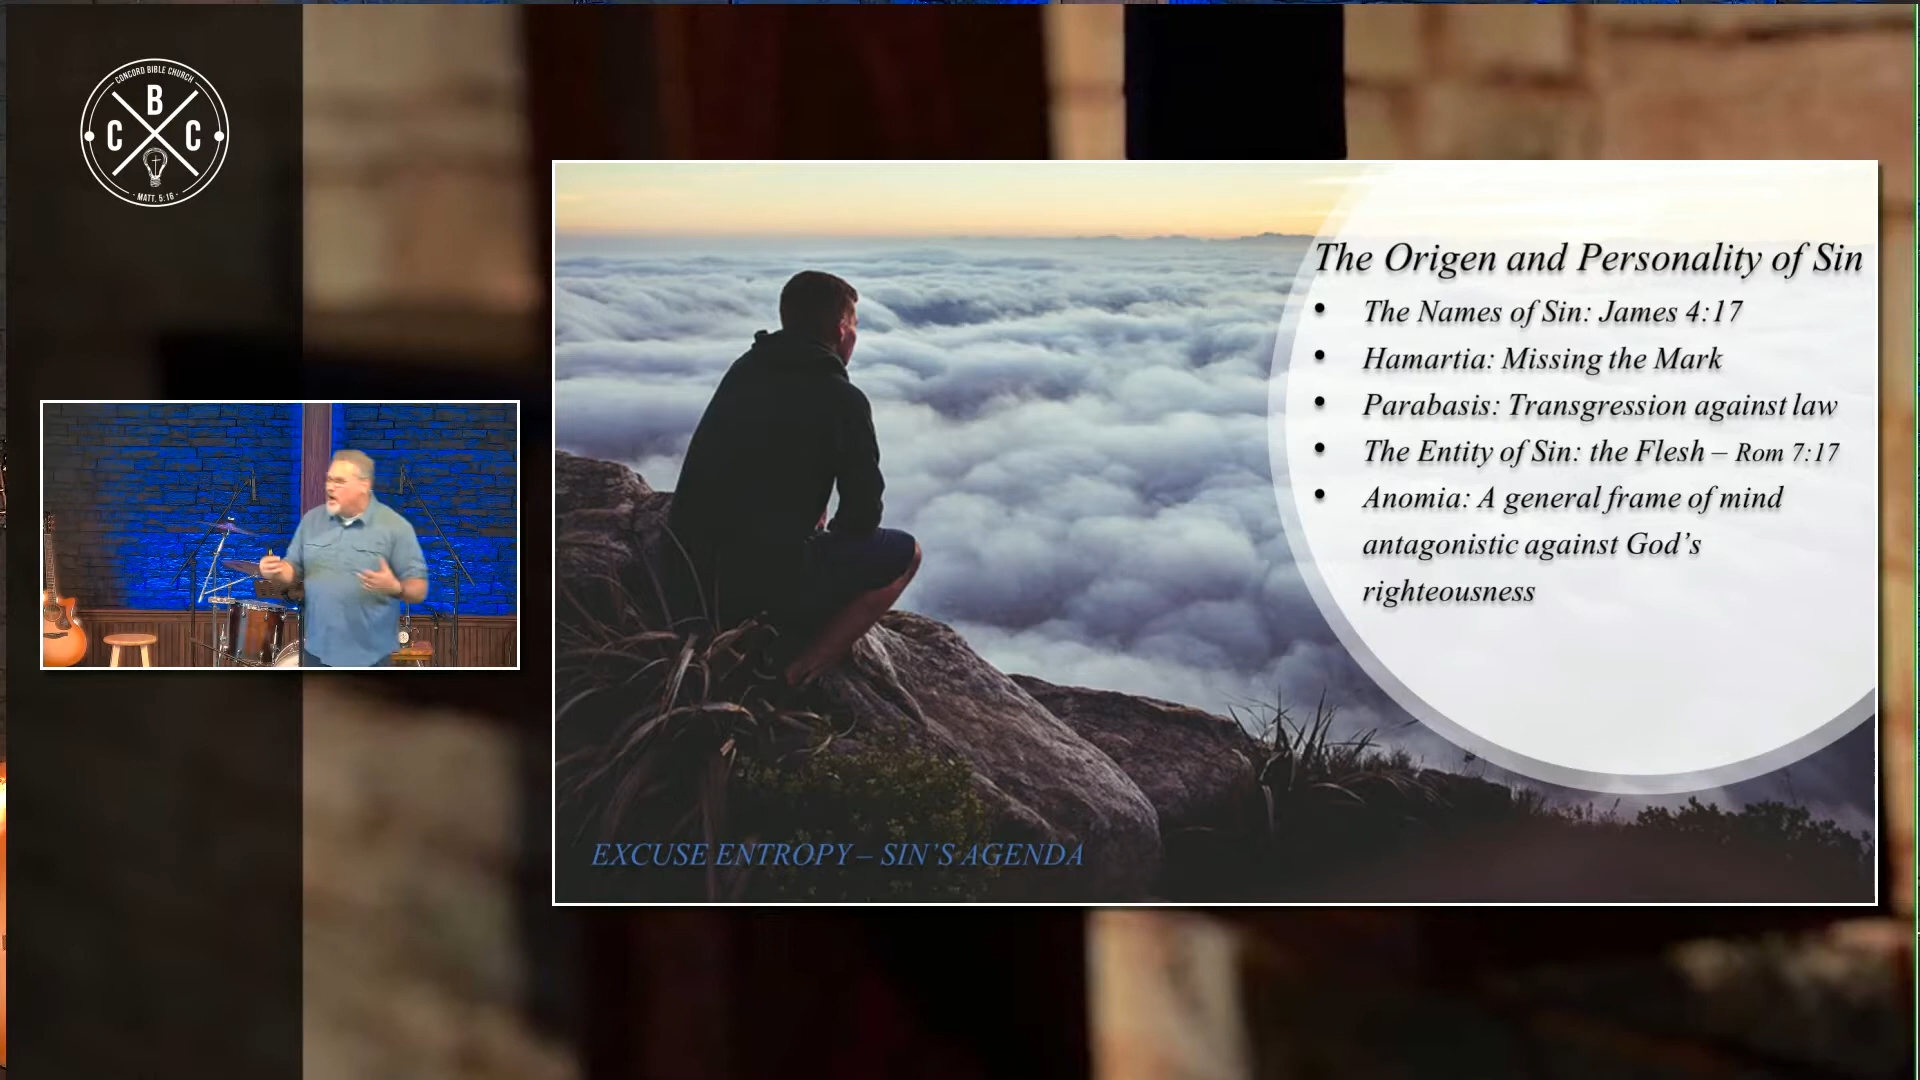 CONCORD BIBLE CHURCH
B
C C
- MATT. 5:16 -
The Origen and Personality of Sin
• The Names of Sin: James 4:17
• Hamartia: Missing the Mark
• Parabasis: Transgression against law
• The Entity of Sin: the Flesh – Rom 7:17
• Anomia: A general frame of mind
antagonistic against God’s
righteousness
EXCUSE ENTROPY – SIN’S AGENDA